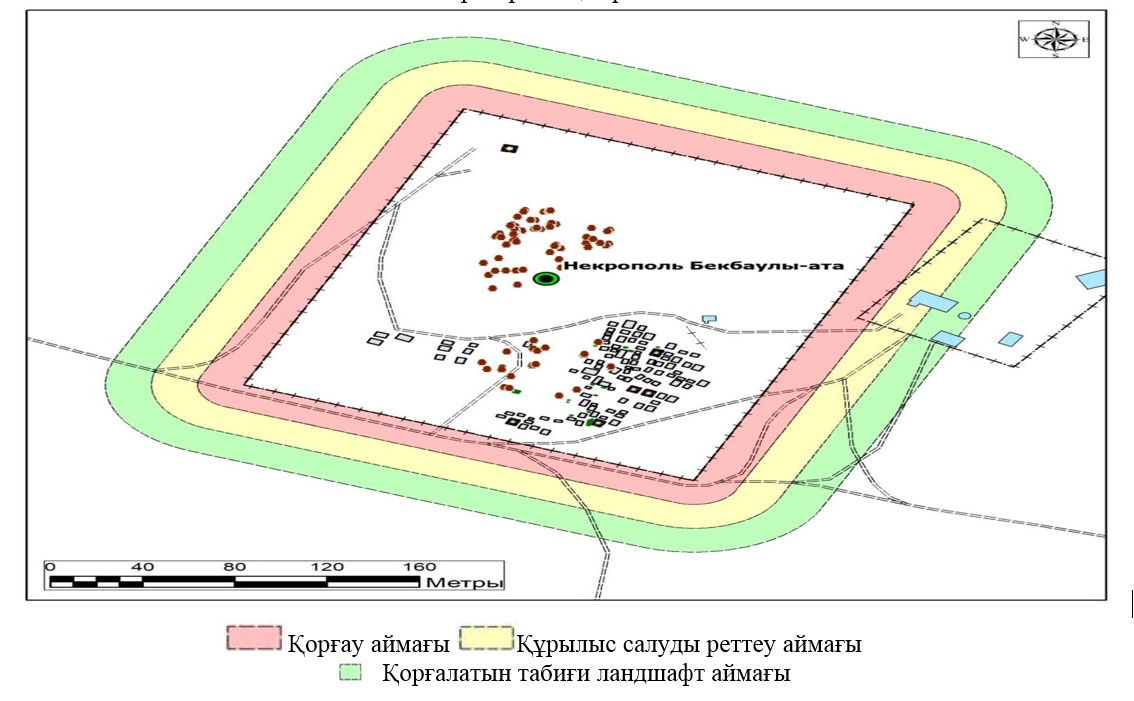 N
W E
S
Некрополь Бекбаулы-ата
0 40 80 120 160
Метры
Қорғау аймағы Құрылыс салуды реттеу аймағы
Қорғалатын табиғи ландшафт аймағы